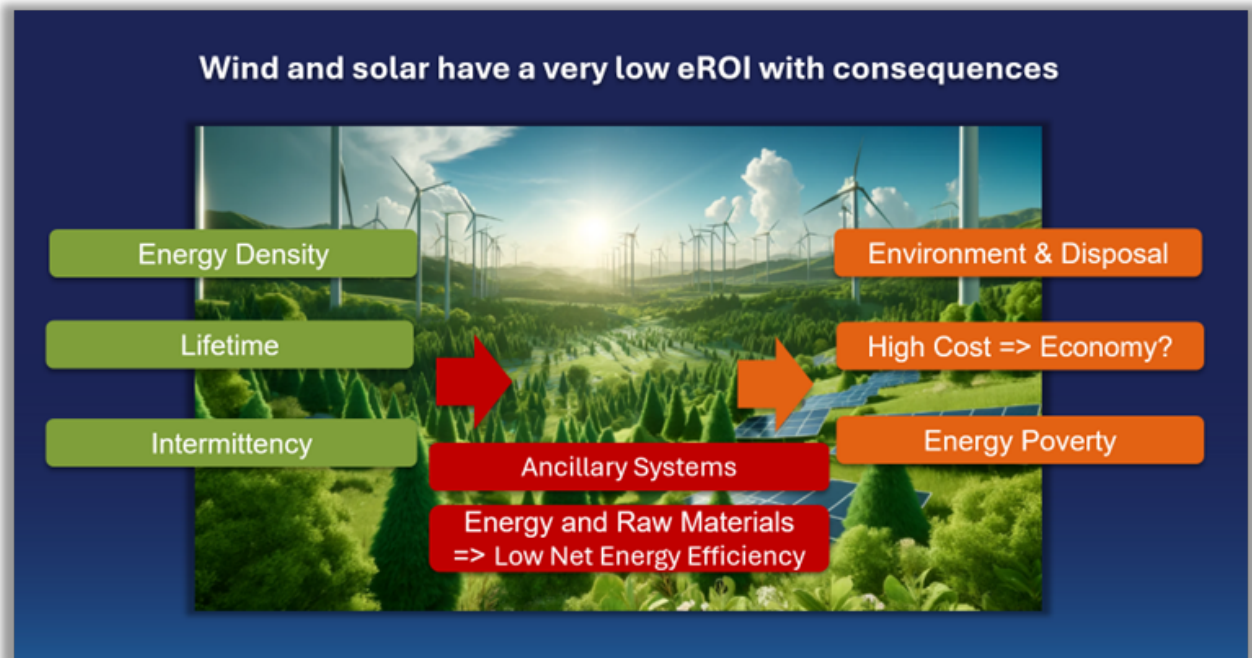 Wind and solar have a very low eROI with consequences
Energy Density
Lifetime
Intermittency
Ancillary Systems
Energy and Raw Materials
=> Low Net Energy Efficiency
Environment & Disposal
High Cost => Economy?
Energy Poverty